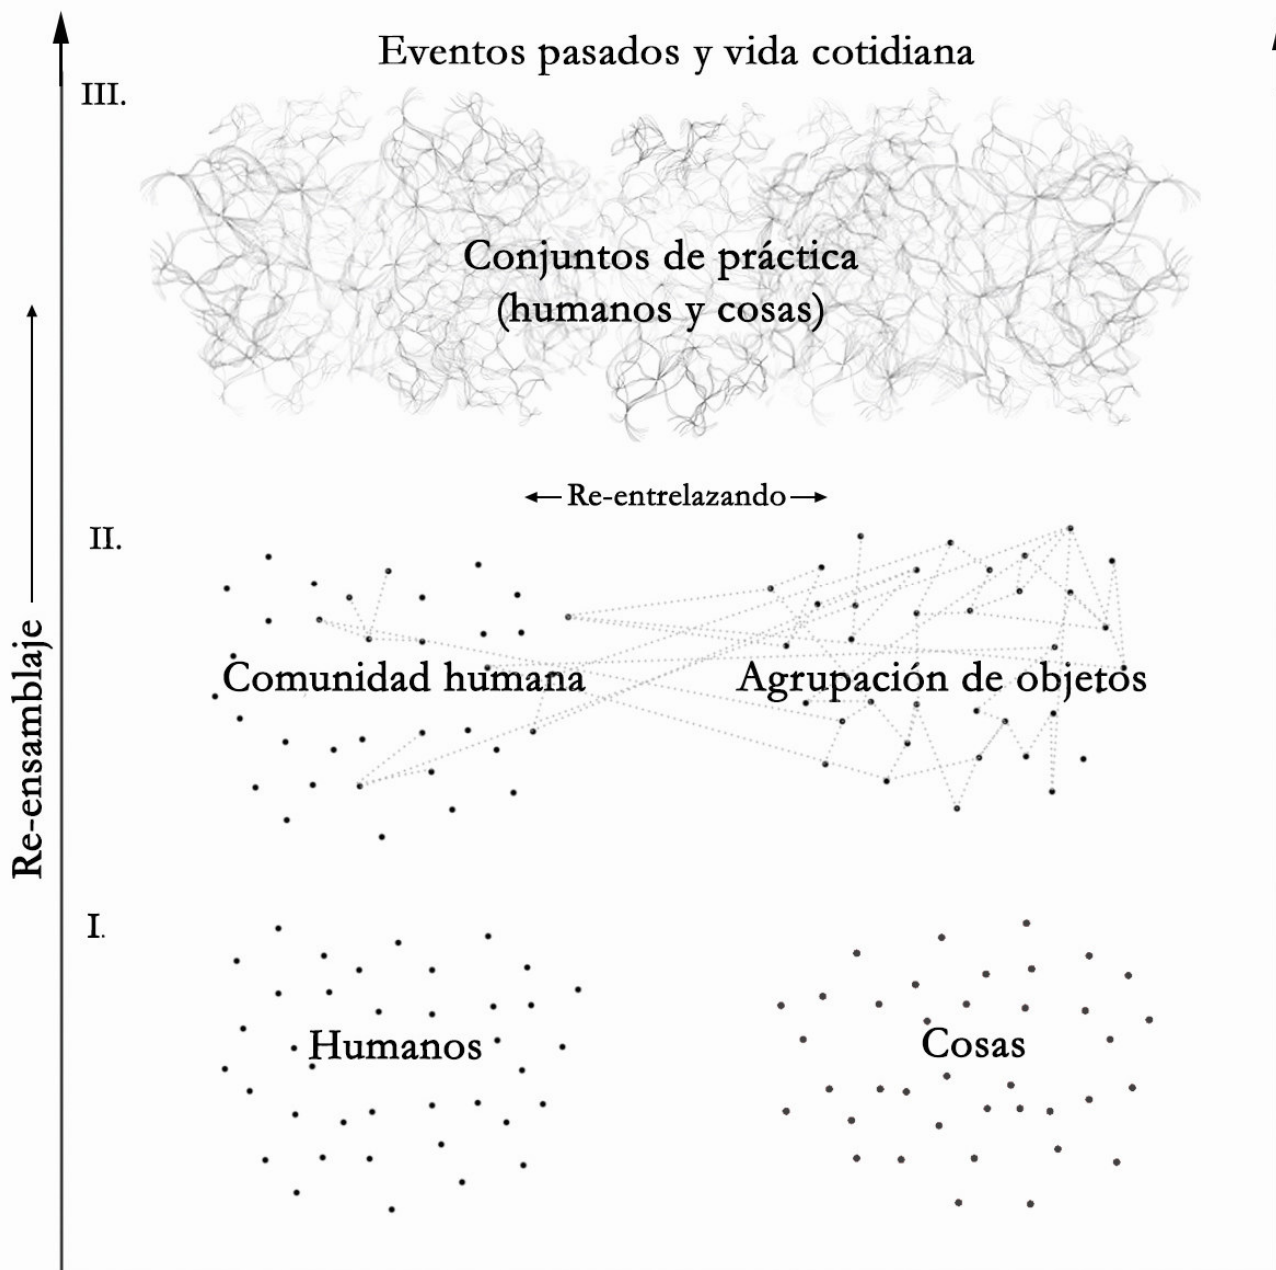 Eventos pasados y vida cotidiana
III.
Conjuntos de práctica
(humanos y cosas)
←Re-entrelazando→
II.
Comunidad humana
Agrupación de objetos
Re-ensamblaje
I.
Humanos
Cosas